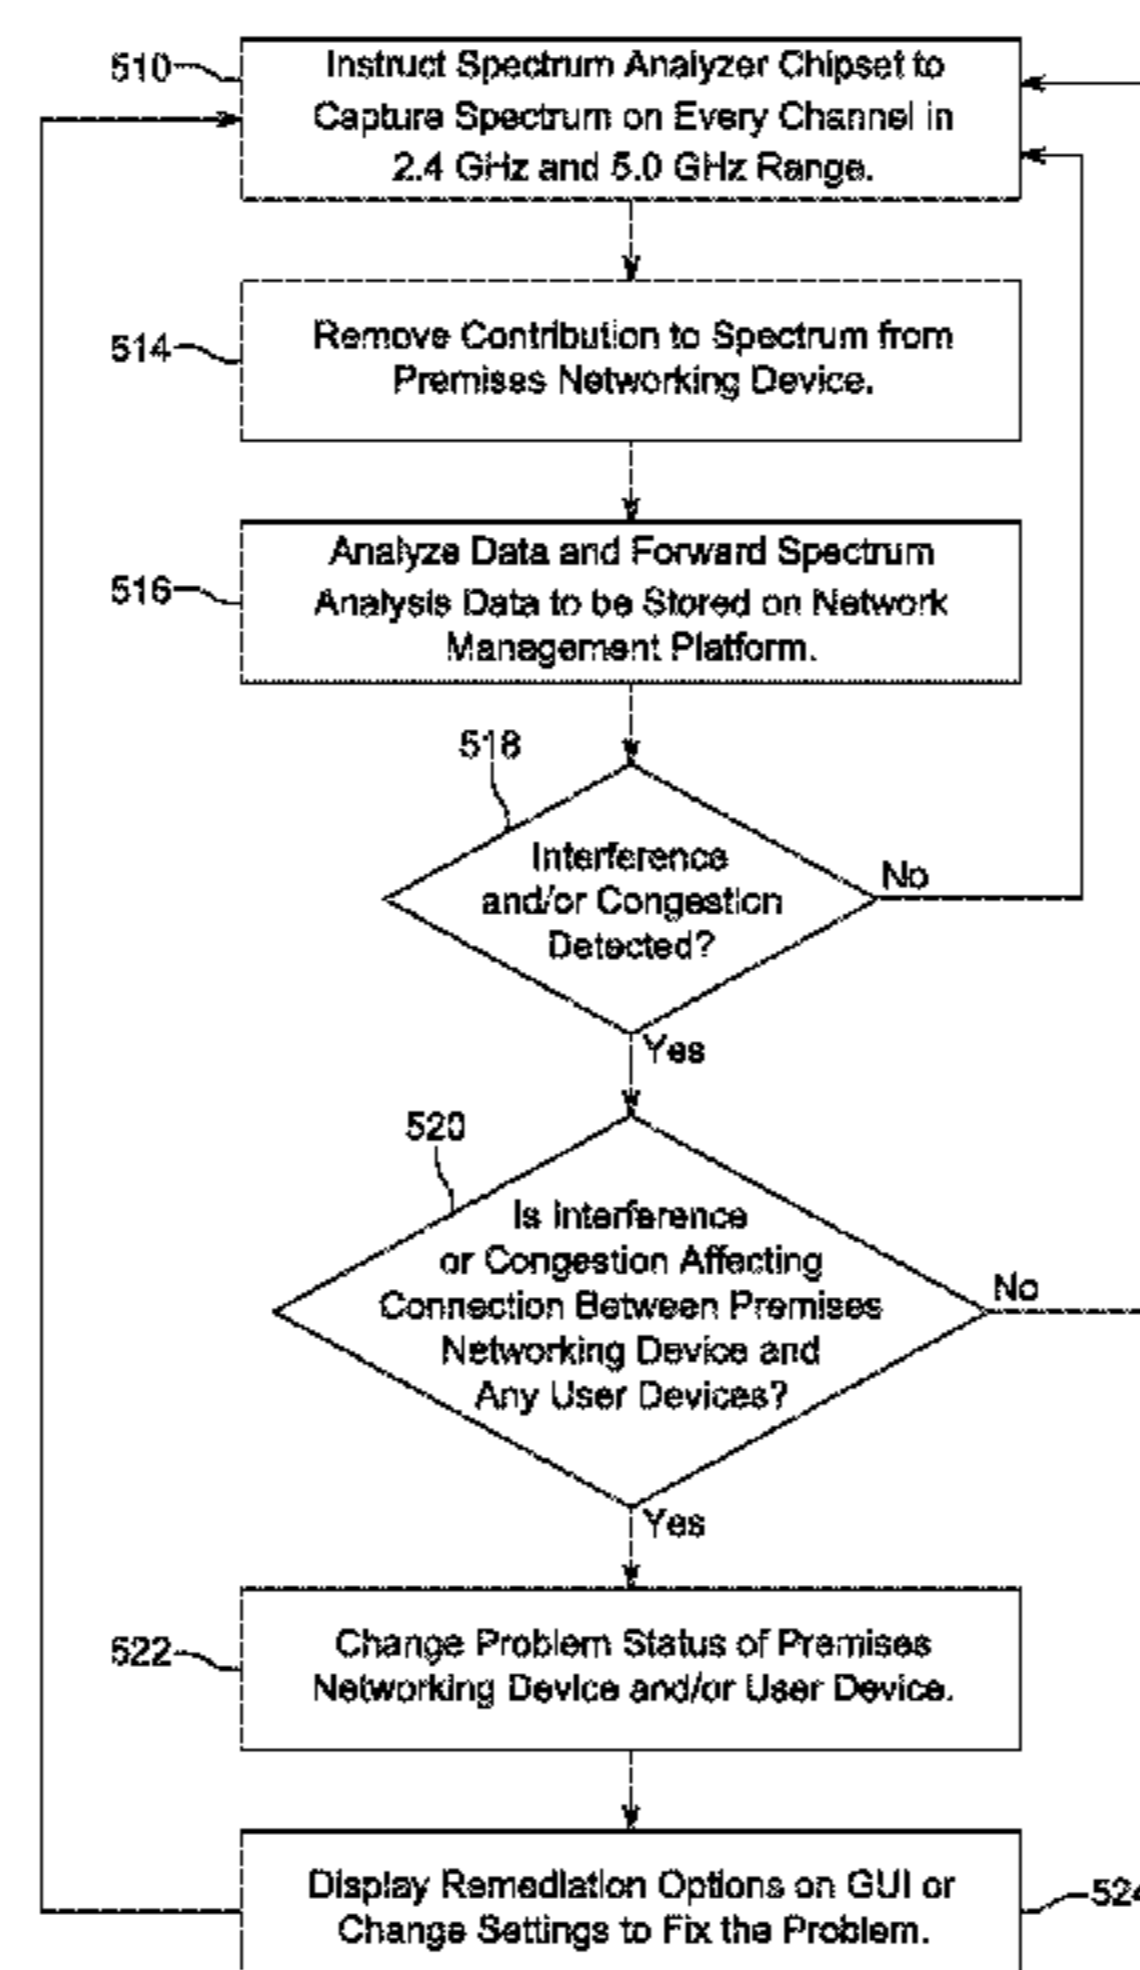 510
Instruct Spectrum Analyzer Chipset to
Capture Spectrum on Every Channel in
2.4 GHz and 5.0 GHz Range.
514
Remove Contribution to Spectrum from
Premises Networking Device.
516
Analyze Data and Forward Spectrum
Analysis Data to be Stored on Network
Management Platform.
518
Interference
and/or Congestion
Detected?
No
Yes
520
Is Interference
or Congestion Affecting
Connection Between Premises
Networking Device and
Any User Devices?
No
Yes
522
Change Problem Status of Premises
Networking Device and/or User Device.
Display Remediation Options on GUI or
Change Settings to Fix the Problem.
524